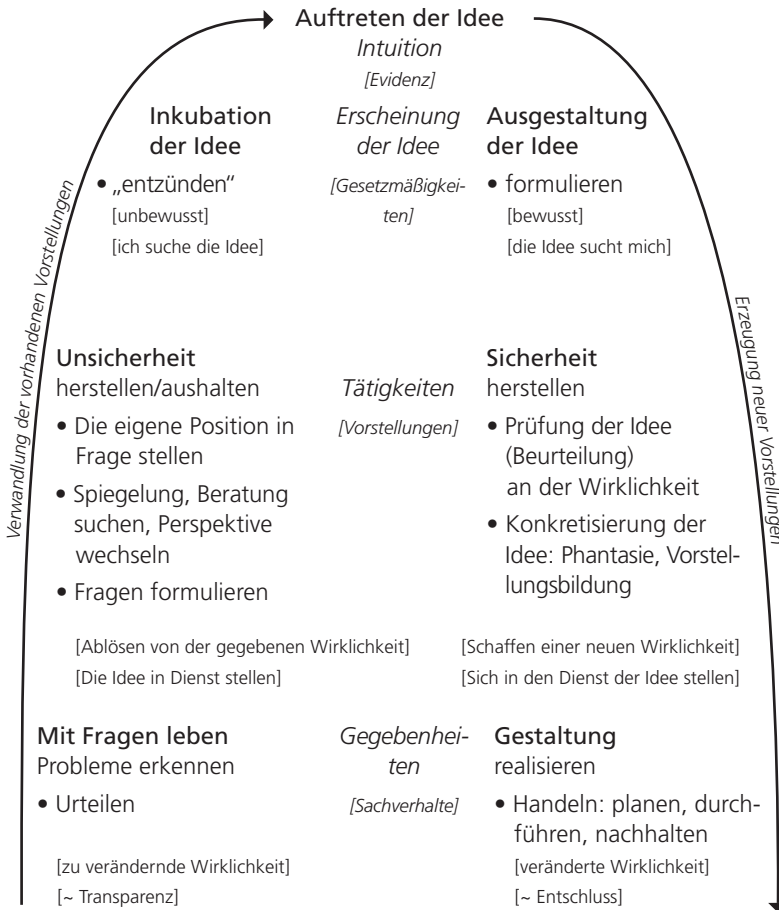 Auftreten der Idee
Intuition
[Evidenz]
Inkubation
der Idee
• „entzünden“
[unbewusst]
[ich suche die Idee]
Erscheinung
der Idee
[Gesetzmäßigkei-
ten]
Ausgestaltung
der Idee
• formulieren
[bewusst]
[die Idee sucht mich]
Verwandlung der vorhandenen Vorstellungen
Erzeugung neuer Vorstellungen
Unsicherheit
herstellen/aushalten
• Die eigene Position in
Frage stellen
• Spiegelung, Beratung
suchen, Perspektive
wechseln
• Fragen formulieren
Tätigkeiten
[Vorstellungen]
Sicherheit
herstellen
• Prüfung der Idee
(Beurteilung)
an der Wirklichkeit
• Konkretisierung der
Idee: Phantasie, Vorstel-
lungsbildung
[Ablösen von der gegebenen Wirklichkeit]
[Die Idee in Dienst stellen]
[Schaffen einer neuen Wirklichkeit]
[Sich in den Dienst der Idee stellen]
Mit Fragen leben
Probleme erkennen
• Urteilen
[zu verändernde Wirklichkeit]
[~ Transparenz]
Gegebenhei-
ten
[Sachverhalte]
Gestaltung
realisieren
• Handeln: planen, durch-
führen, nachhalten
[veränderte Wirklichkeit]
[~ Entschluss]